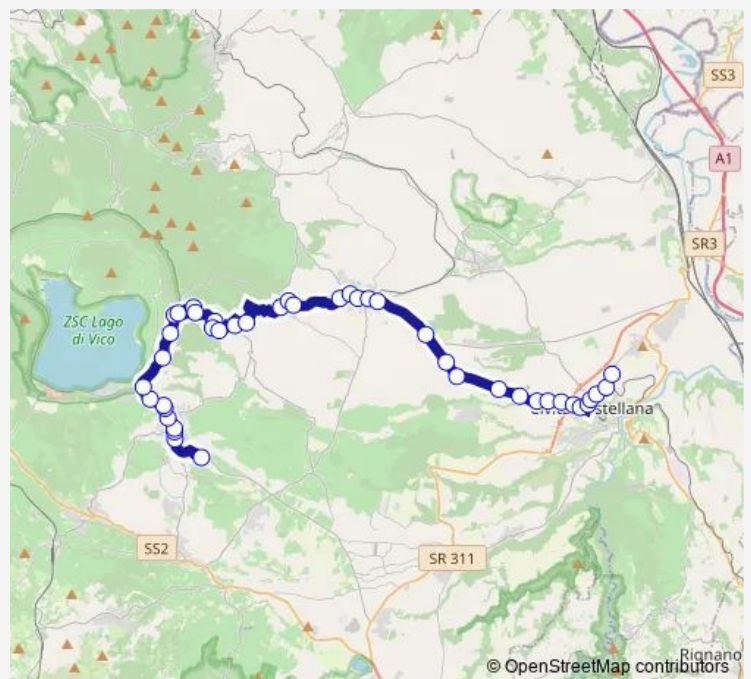 SS3
A1
SR3
ZSC Lago
di Vico
SS2
SR 311
Rignano
© OpenStreetMap contributors